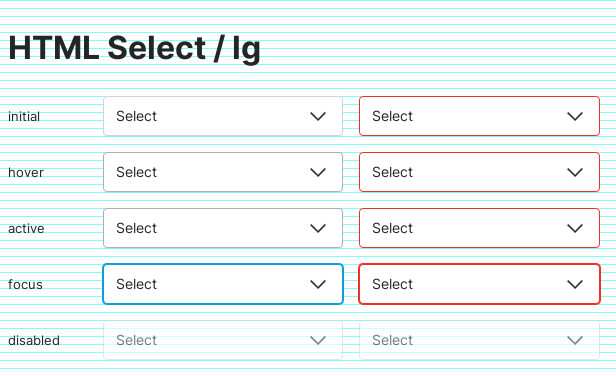 HTML Select / lg
initial Select Select
hover Select Select
active Select Select
focus Select Select
disabled Select Select